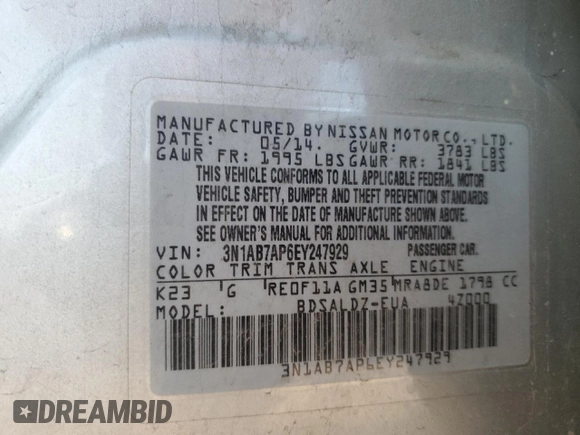 MANUFACTURED BY NISSAN MOTOR CO., LTD.
DATE: 05/14. GVWR: 3783 LBS
GAWR FR: 1995 LBS GAWR RR: 1841 LBS
THIS VEHICLE CONFORMS TO ALL APPLICABLE FEDERAL MOTOR
VEHICLE SAFETY, BUMPER AND THEFT PREVENTION STANDARDS
IN EFFECT ON THE DATE OF MANUFACTURE SHOWN ABOVE.
SEE OWNER'S MANUAL FOR ADDITIONAL INFORMATION
VIN: 3N1AB7AP6EY247929 PASSENGER CAR.
COLOR TRIM TRANS AXLE ENGINE
K23 'G 'RE0F11A GM35 'MRA8DE 1798 CC
MODEL: BDSALDZ-EUA 4Z000
3N1AB7AP6EY247929
DREAMBID